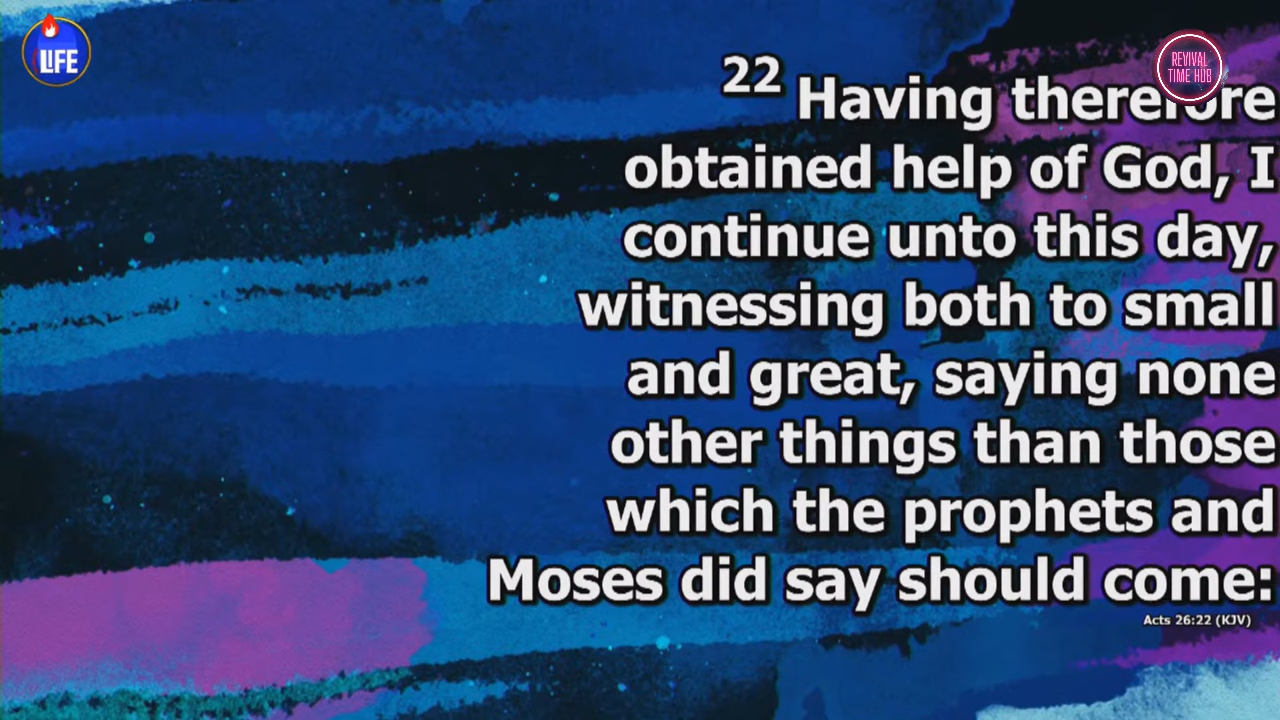 LIFE
REVIVAL
TIME HUB
22 Having therefore
obtained help of God, I
continue unto this day,
witnessing both to small
and great, saying none
other things than those
which the prophets and
Moses did say should come:
Acts 26:22 (KJV)